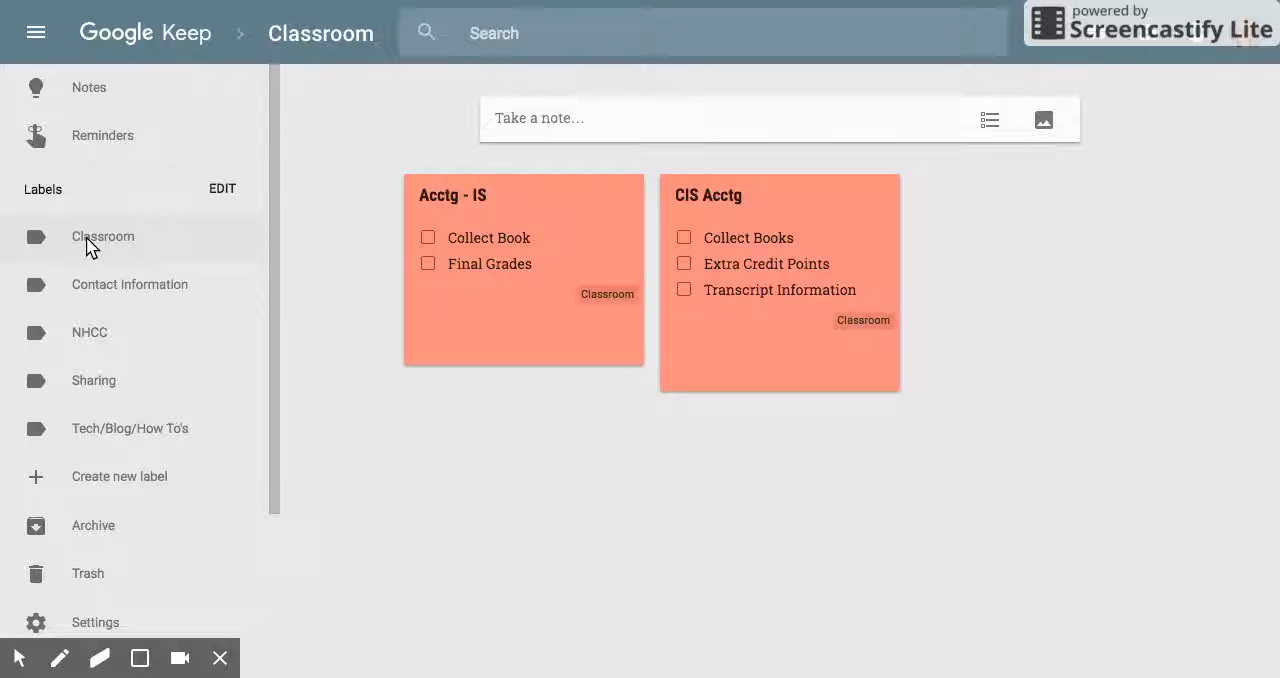 Google Keep > Classroom
Search
powered by
Screencastify Lite
Notes
Reminders
Labels EDIT
Classroom
Contact Information
NHCC
Sharing
Tech/Blog/How To's
Create new label
Archive
Trash
Settings
Take a note...
Acctg - IS
Collect Book
Final Grades
Classroom
CIS Acctg
Collect Books
Extra Credit Points
Transcript Information
Classroom